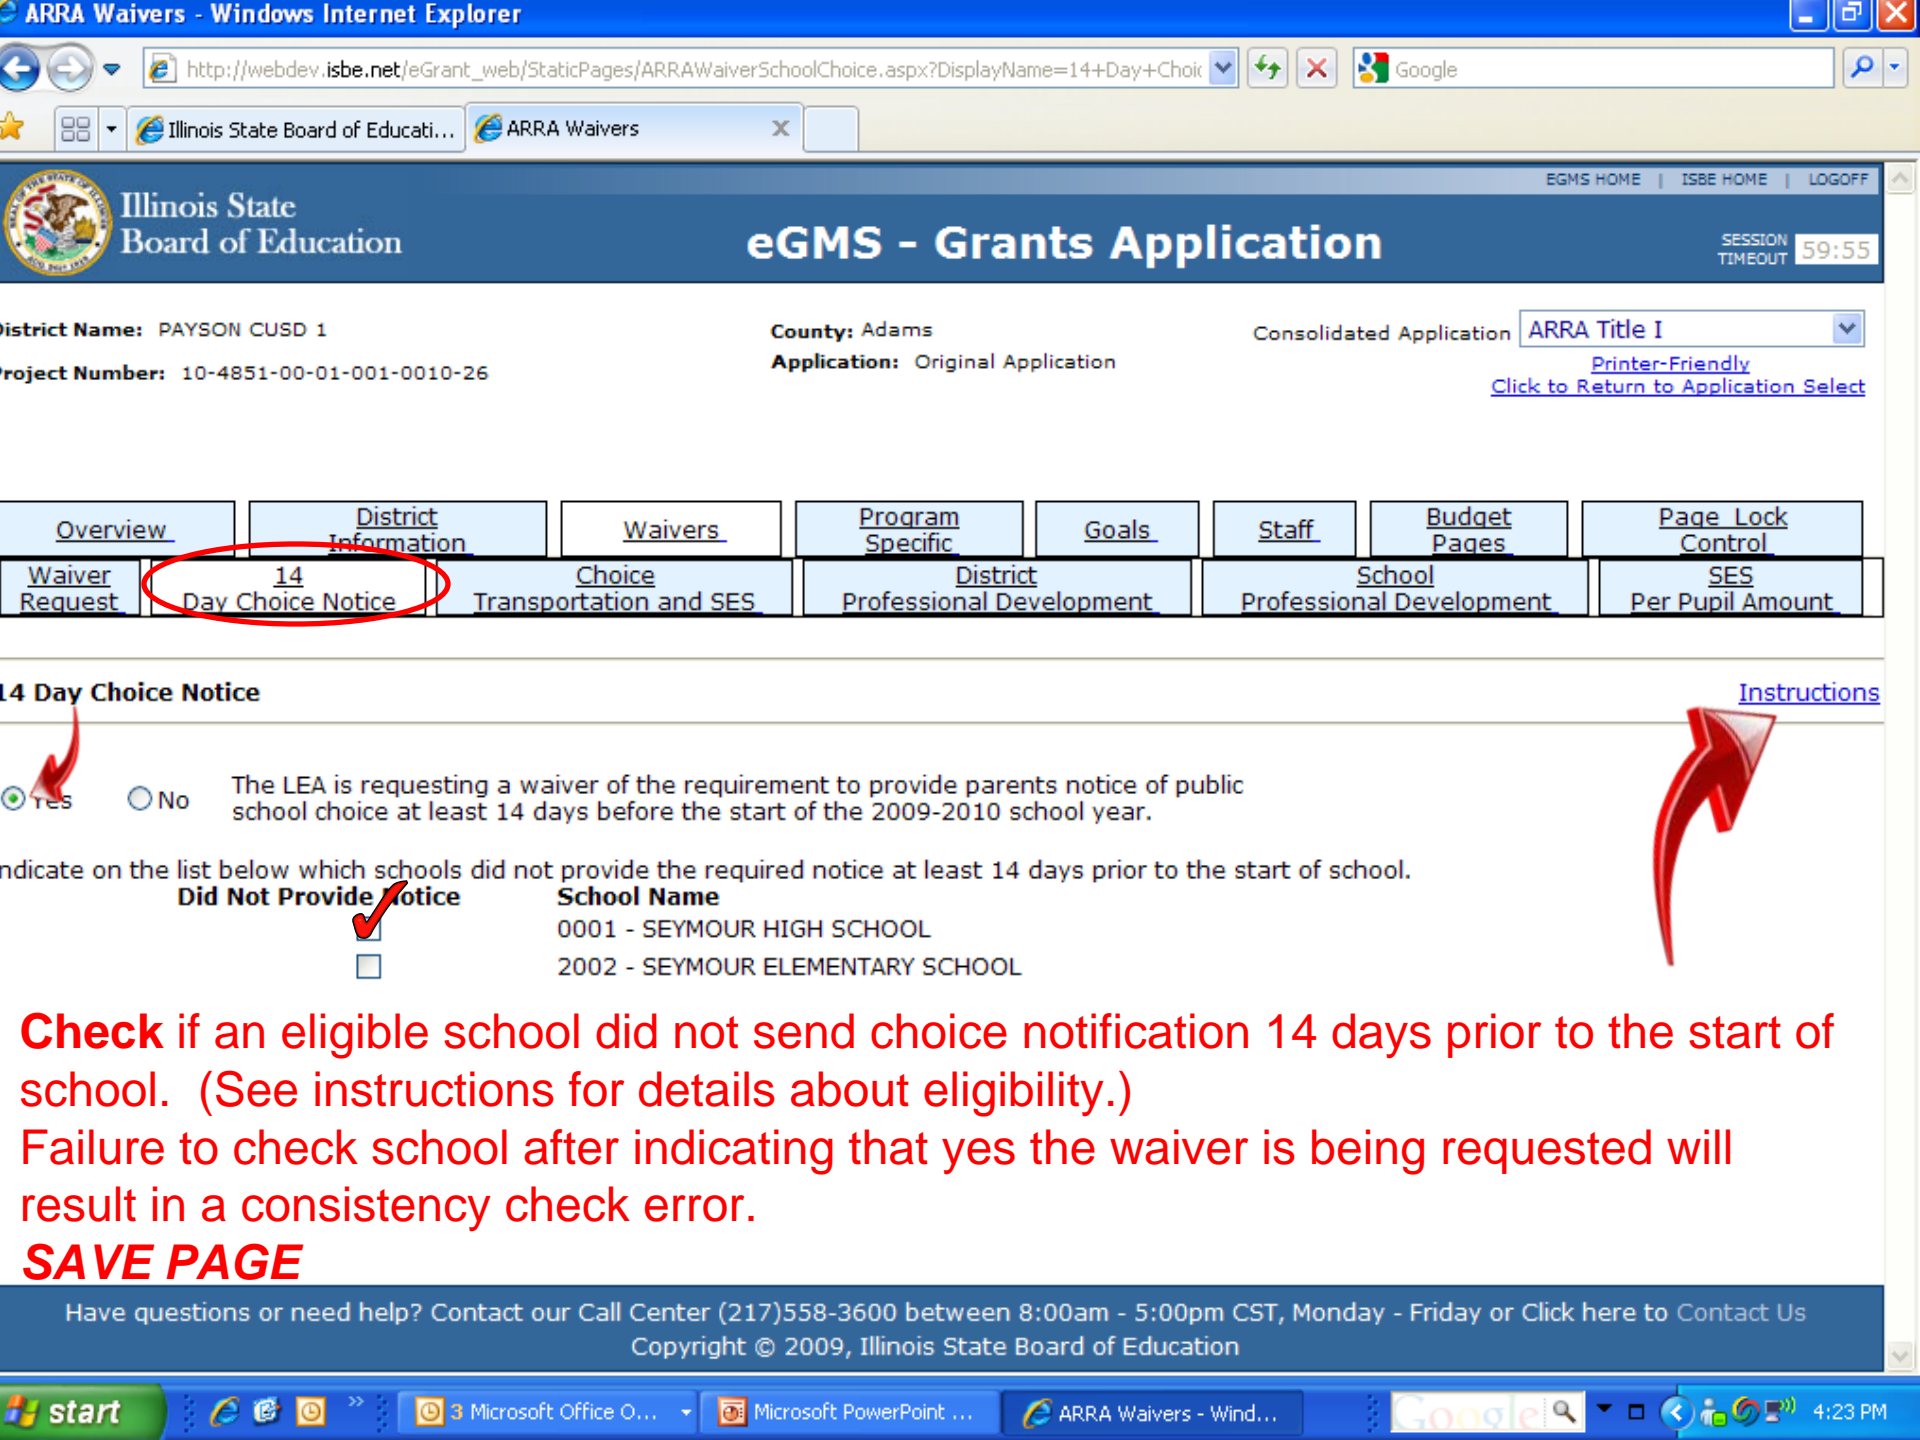 ARRA Waivers - Windows Internet Explorer
http://webdev.isbe.net/eGrant_web/StaticPages/ARRAWaiverSchoolChoice.aspx?DisplayName=14+Day+Choic
Google
Illinois State Board of Educati...
ARRA Waivers
EGMS HOME | ISBE HOME | LOGOFF
Illinois State
Board of Education
eGMS - Grants Application
SESSION
TIMEOUT
59:55
District Name: PAYSON CUSD 1
County: Adams
Consolidated Application
ARRA Title I
Project Number: 10-4851-00-01-001-0010-26
Application: Original Application
Printer-Friendly
Click to Return to Application Select
Overview
District
Information
Waivers
Program
Specific
Goals
Staff
Budget
Pages
Page Lock
Control
Waiver
Request
14
Day Choice Notice
Choice
Transportation and SES
District
Professional Development
School
Professional Development
SES
Per Pupil Amount
14 Day Choice Notice
Instructions
Yes
No
The LEA is requesting a waiver of the requirement to provide parents notice of public
school choice at least 14 days before the start of the 2009-2010 school year.
ndicate on the list below which schools did not provide the required notice at least 14 days prior to the start of school.
Did Not Provide Notice
School Name
0001 - SEYMOUR HIGH SCHOOL
2002 - SEYMOUR ELEMENTARY SCHOOL
Check if an eligible school did not send choice notification 14 days prior to the start of
school. (See instructions for details about eligibility.)
Failure to check school after indicating that yes the waiver is being requested will
result in a consistency check error.
SAVE PAGE
Have questions or need help? Contact our Call Center (217)558-3600 between 8:00am - 5:00pm CST, Monday - Friday or Click here to Contact Us
Copyright © 2009, Illinois State Board of Education
start
3 Microsoft Office O...
Microsoft PowerPoint ...
ARRA Waivers - Wind...
Google
4:23 PM